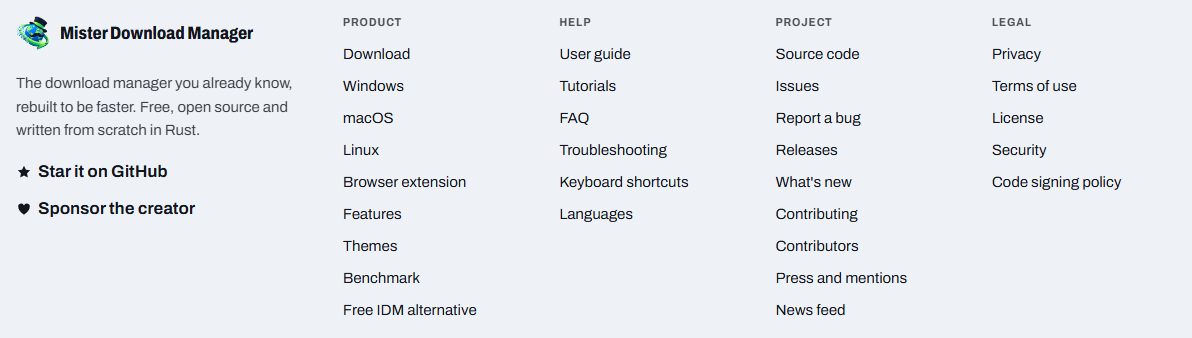 Mister Download Manager
The download manager you already know,
rebuilt to be faster. Free, open source and
written from scratch in Rust.
Star it on GitHub
Sponsor the creator
PRODUCT
Download
Windows
macOS
Linux
Browser extension
Features
Themes
Benchmark
Free IDM alternative
HELP
User guide
Tutorials
FAQ
Troubleshooting
Keyboard shortcuts
Languages
PROJECT
Source code
Issues
Report a bug
Releases
What's new
Contributing
Contributors
Press and mentions
News feed
LEGAL
Privacy
Terms of use
License
Security
Code signing policy